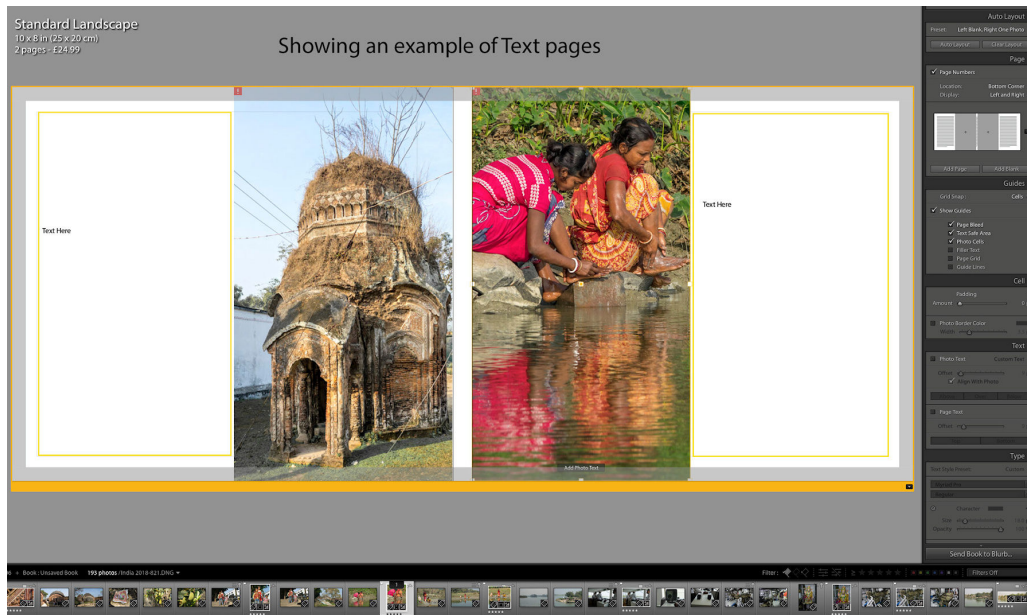 Standard Landscape
10 x 8 in (25 x 20 cm)
2 pages - £24.99
Showing an example of Text pages
Text Here
Text Here
Add Photo Text
Auto Layout
Preset: Left Blank, Right One Photo
Auto Layout Clear Layout
Page
Page Numbers
Location: Bottom Corner
Display: Left and Right
Add Page Add Blank
Guides
Grid Snap: Cells
Show Guides
Page Bleed
Text Safe Area
Photo Cells
Filler Text
Page Grid
Guide Lines
Cell
Padding
Amount 0
Photo Border Color
Width
Text
Photo Text Custom Text
Offset
Align With Photo
Page Text
Offset
Type
Text Style Preset: Custom
Myriad Pro
Regular
Character
Size
Opacity
Send Book to Blurb...
+ Book : Unsaved Book 193 photos /India 2018-821.DNG
Filter :
Filters Off